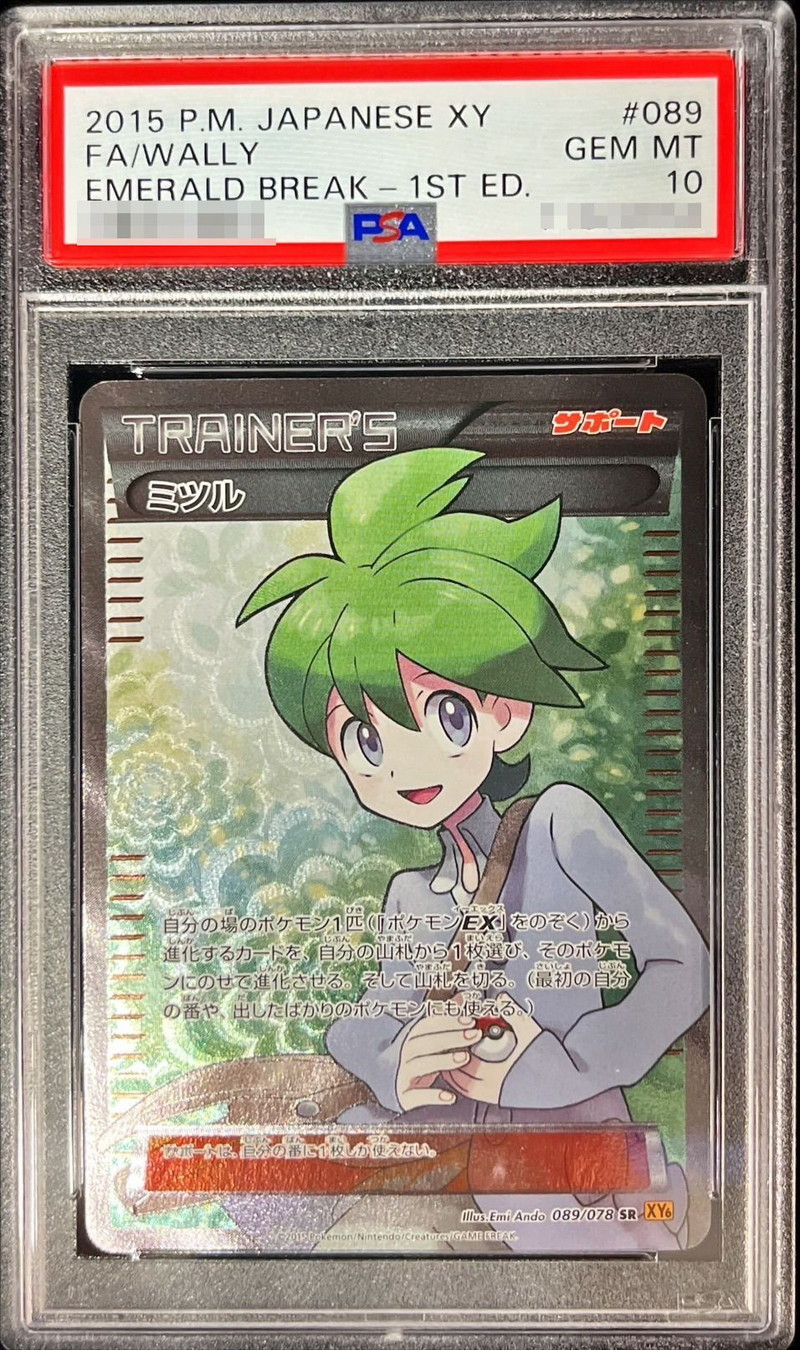 2015 P.M. JAPANESE XY #089
FA/WALLY GEM MT
EMERALD BREAK – 1ST ED. 10
PSA
TRAINER'S サポート
ミツル
自分の場のポケモン1匹(「ポケモンEX」をのぞく)から
進化するカードを、自分の山札から1枚選び、そのポケモ
ンにのせて進化させる。そして山札を切る。(最初の自分
の番や、出したばかりのポケモンにも使える。)
サポートは、自分の番に1枚しか使えない。
Illus.Emi Ando 089/078 SR XY6
©2015 Pokémon/Nintendo/Creatures/GAME FREAK.